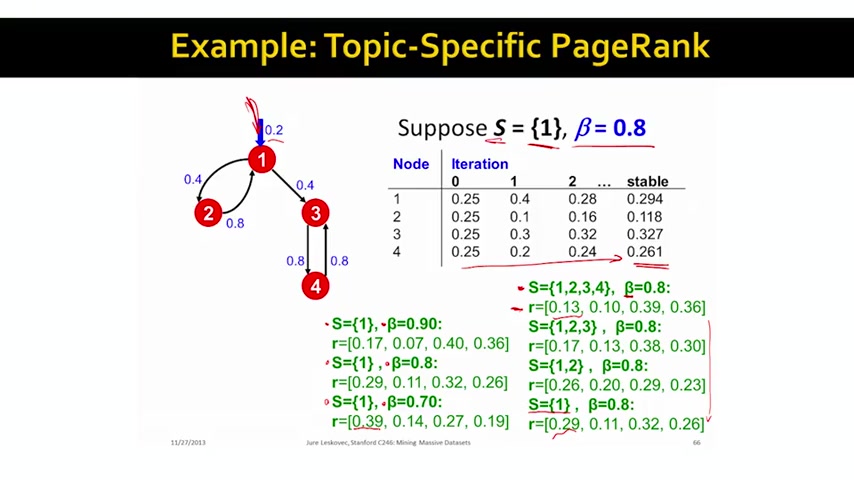 Example: Topic-Specific PageRank
0.2
1
0.4
0.4
2
0.8
3
0.8
0.8
4
Suppose S = {1}, β = 0.8
Node Iteration
0 1 2 … stable
1 0.25 0.4 0.28 0.294
2 0.25 0.1 0.16 0.118
3 0.25 0.3 0.32 0.327
4 0.25 0.2 0.24 0.261
S={1}, β=0.90:
r=[0.17, 0.07, 0.40, 0.36]
S={1} , β=0.8:
r=[0.29, 0.11, 0.32, 0.26]
S={1}, β=0.70:
r=[0.39, 0.14, 0.27, 0.19]
S={1,2,3,4}, β=0.8:
r=[0.13, 0.10, 0.39, 0.36]
S={1,2,3} , β=0.8:
r=[0.17, 0.13, 0.38, 0.30]
S={1,2} , β=0.8:
r=[0.26, 0.20, 0.29, 0.23]
S={1} , β=0.8:
r=[0.29, 0.11, 0.32, 0.26]
11/27/2013 Jure Leskovec, Stanford C246: Mining Massive Datasets 66